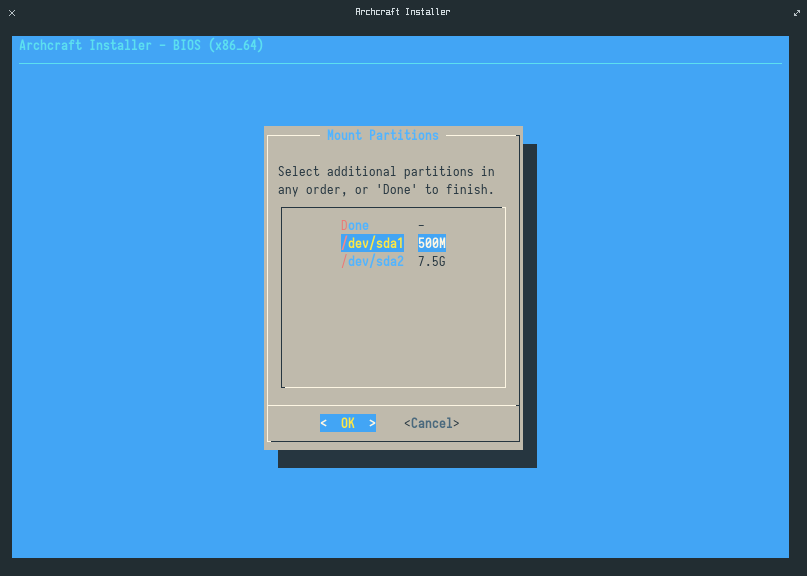 Archcraft Installer
Archcraft Installer - BIOS (x86_64)
Mount Partitions
Select additional partitions in
any order, or 'Done' to finish.
Done -
/dev/sda1 500M
/dev/sda2 7.5G
< OK > <Cancel>